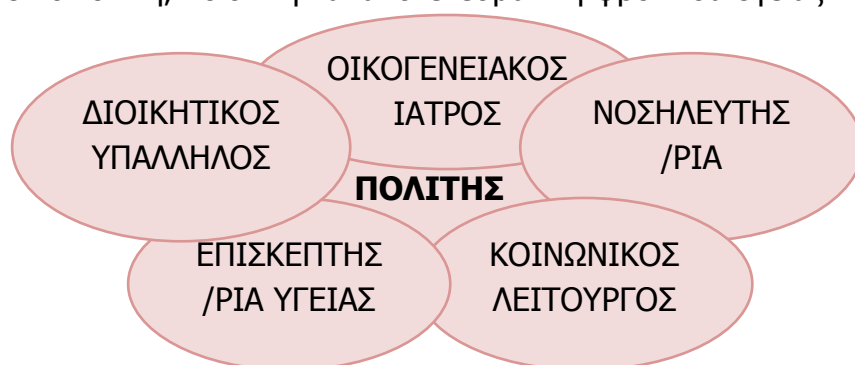 ΟΙΚΟΓΕΝΕΙΑΚΟΣ
ΙΑΤΡΟΣ
ΔΙΟΙΚΗΤΙΚΟΣ
ΥΠΑΛΛΗΛΟΣ
ΝΟΣΗΛΕΥΤΗΣ
/ΡΙΑ
ΠΟΛΙΤΗΣ
ΕΠΙΣΚΕΠΤΗΣ
/ΡΙΑ ΥΓΕΙΑΣ
ΚΟΙΝΩΝΙΚΟΣ
ΛΕΙΤΟΥΡΓΟΣ